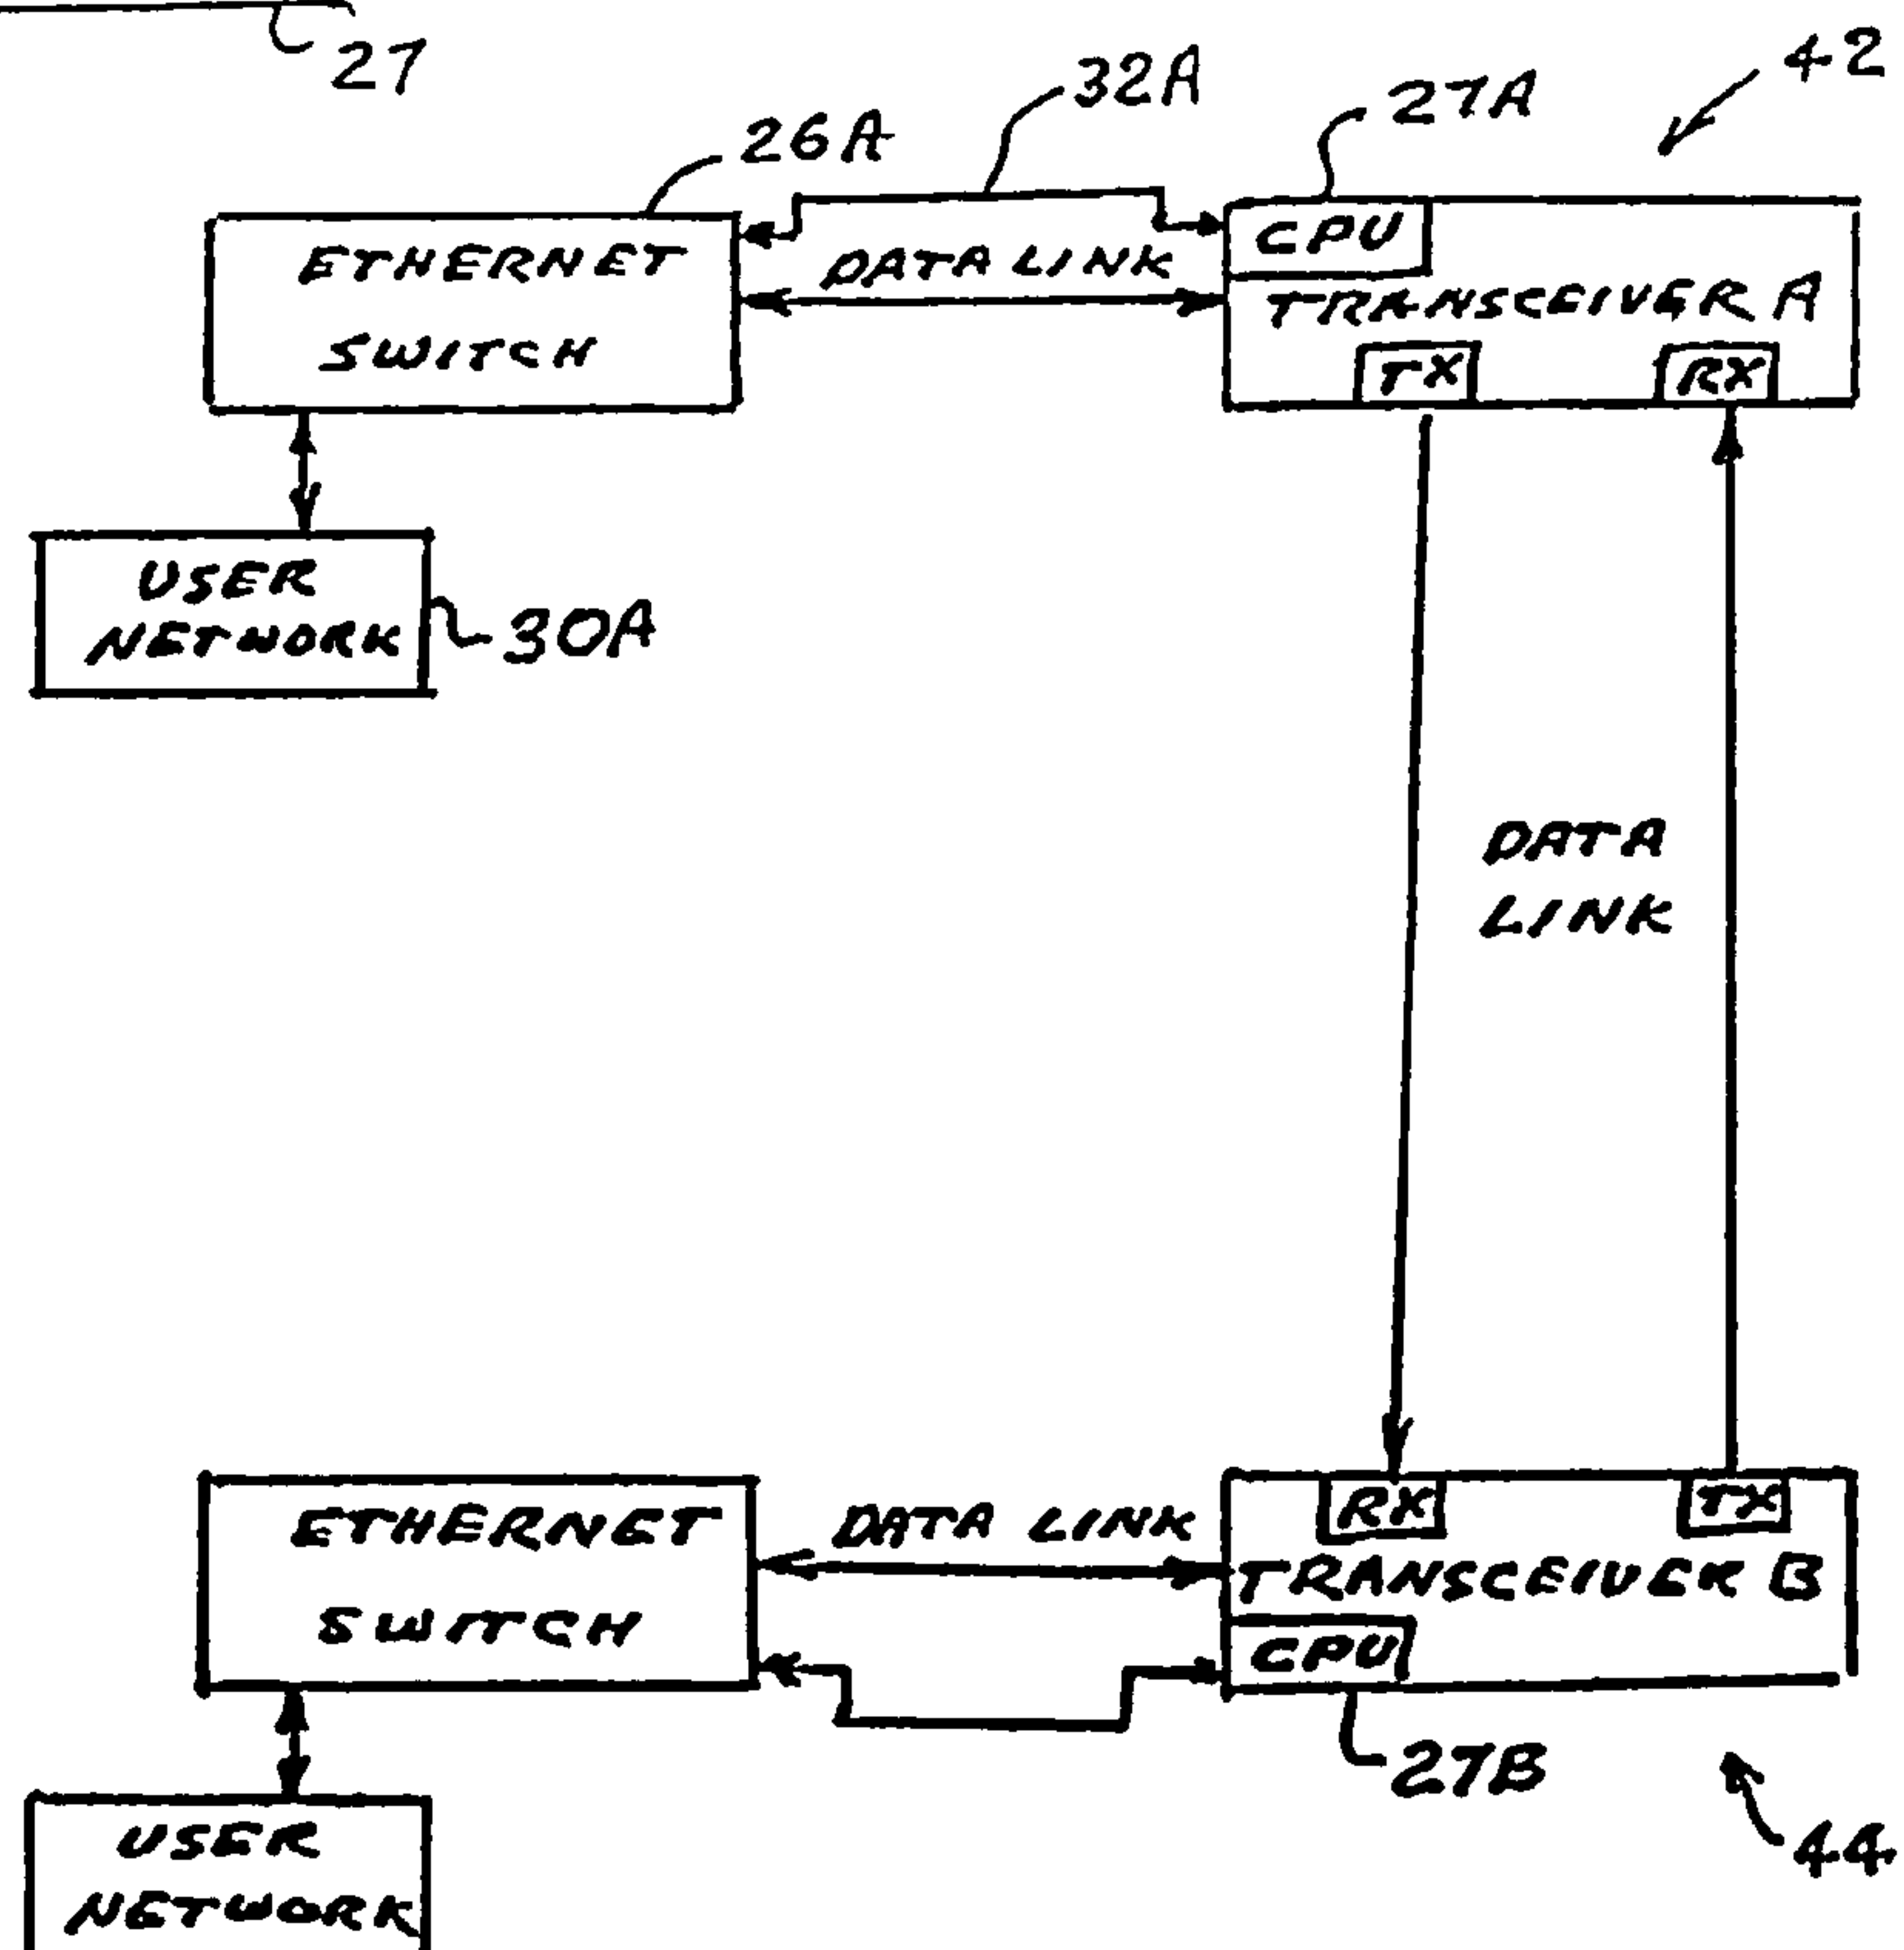 27
42
32A
27A
26A
CPU
ETHERNET
SWITCH
DATA LINK
TRANSCEIVER A
TX
RX
USER
NETWORK
30A
DATA
LINK
RX
TX
ETHERNET
SWITCH
DATA LINK
TRANSCEIVER B
CPU
27B
44
USER
NETWORK